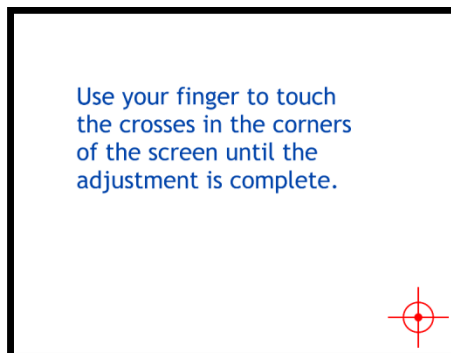 Use your finger to touch
the crosses in the corners
of the screen until the
adjustment is complete.